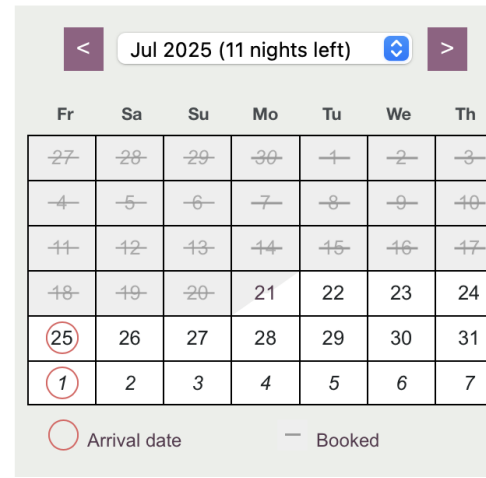 < Jul 2025 (11 nights left) >
Fr Sa Su Mo Tu We Th
27 28 29 30 1 2 3
4 5 6 7 8 9 10
11 12 13 14 15 16 17
18 19 20 21 22 23 24
25 26 27 28 29 30 31
1 2 3 4 5 6 7
Arrival date — Booked